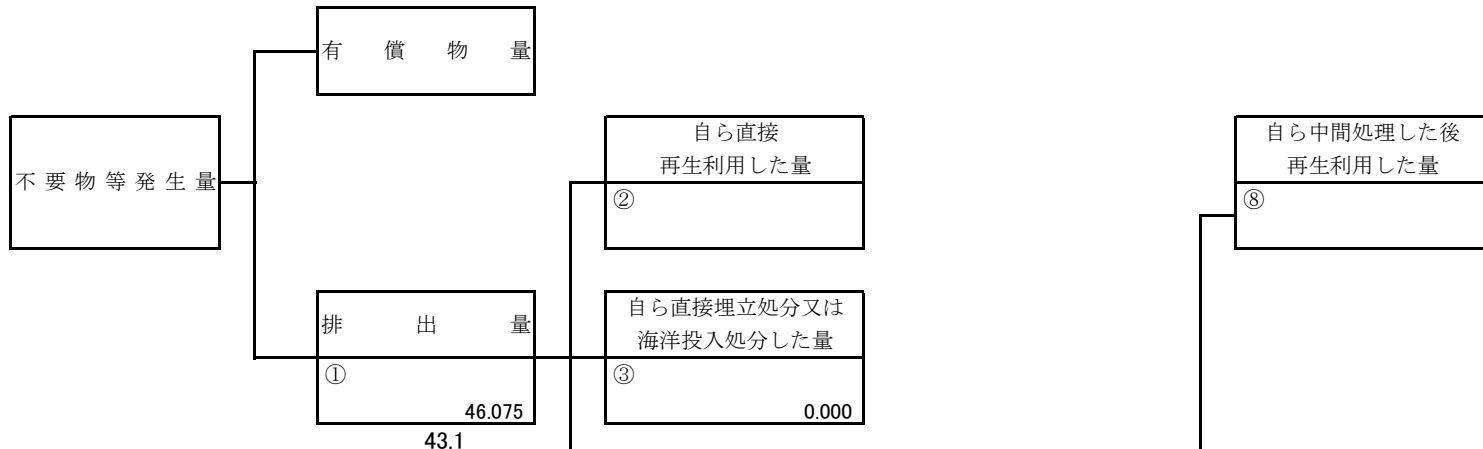 有償物量
自ら直接
再生利用した量
②
自ら中間処理した後
再生利用した量
⑧
不要物等発生量
排出量
①
46.075
43.1
自ら直接埋立処分又は
海洋投入処分した量
③
0.000